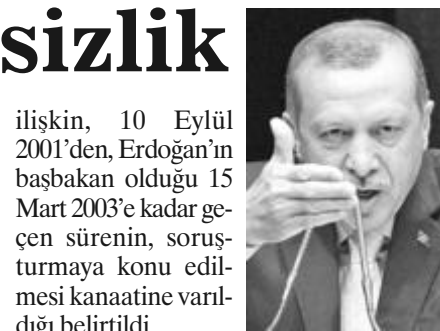 sizlik
ilişkin, 10 Eylül
2001’den, Erdoğan’ın
başbakan olduğu 15
Mart 2003’e kadar ge-
çen sürenin, soruş-
turmaya konu edil-
mesi kanaatine varıl-
dığı belirtildi